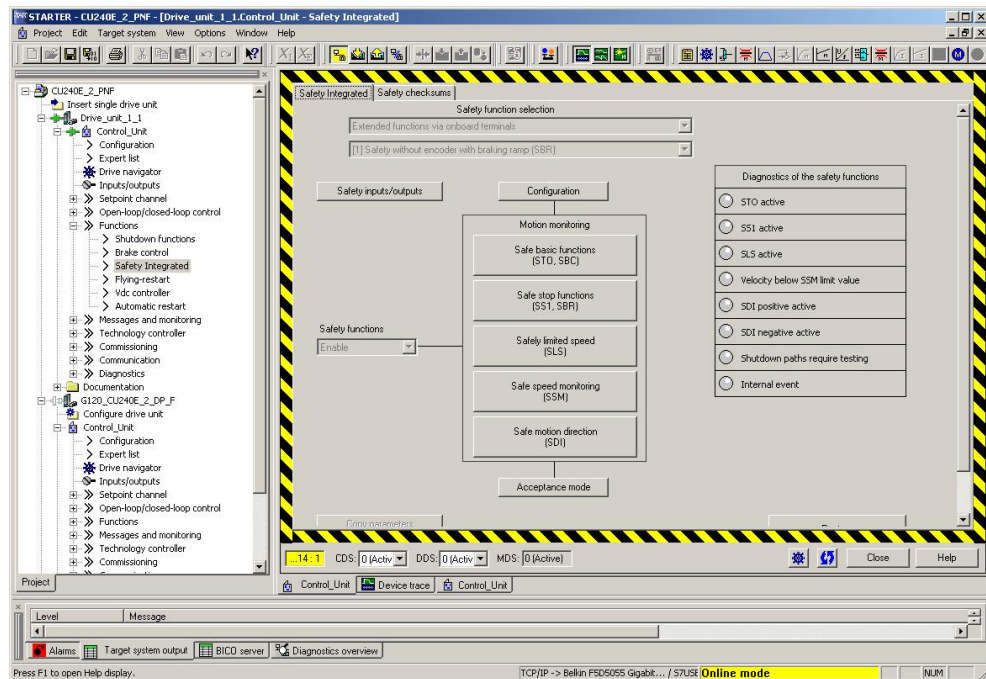 STARTER - CU240E_2_PNF - [Drive_unit_1_1.Control_Unit - Safety Integrated]
Project Edit Target system View Options Window Help
CU240E_2_PNF
Insert single drive unit
Drive_unit_1_1
Control_Unit
Configuration
Expert list
Drive navigator
Inputs/outputs
Setpoint channel
Open-loop/closed-loop control
Functions
Shutdown functions
Brake control
Safety Integrated
Flying-restart
Vdc controller
Automatic restart
Messages and monitoring
Technology controller
Commissioning
Communication
Diagnostics
Documentation
G120_CU240E_2_DP_F
Configure drive unit
Control_Unit
Configuration
Expert list
Drive navigator
Inputs/outputs
Setpoint channel
Open-loop/closed-loop control
Functions
Messages and monitoring
Technology controller
Commissioning
Project
Safety Integrated Safety checksums
Safety function selection
Extended functions via onboard terminals
[1] Safety without encoder with braking ramp (SBR)
Safety inputs/outputs
Configuration
Motion monitoring
Safe basic functions
(STO, SBC)
Safe stop functions
(SS1, SBR)
Safety functions
Enable
Safely limited speed
(SLS)
Safe speed monitoring
(SSM)
Safe motion direction
(SDI)
Acceptance mode
Copy parameters
Diagnostics of the safety functions
STO active
SS1 active
SLS active
Velocity below SSM limit value
SDI positive active
SDI negative active
Shutdown paths require testing
Internal event
...14 : 1 CDS: 0 (Activ DDS: 0 (Activ MDS: 0 (Active) Close Help
Control_Unit Device trace Control_Unit
Level Message
Alarms Target system output BICO server Diagnostics overview
Press F1 to open Help display. TCP/IP -> Belkin F5D5055 Gigabit... / S7USE Online mode NUM